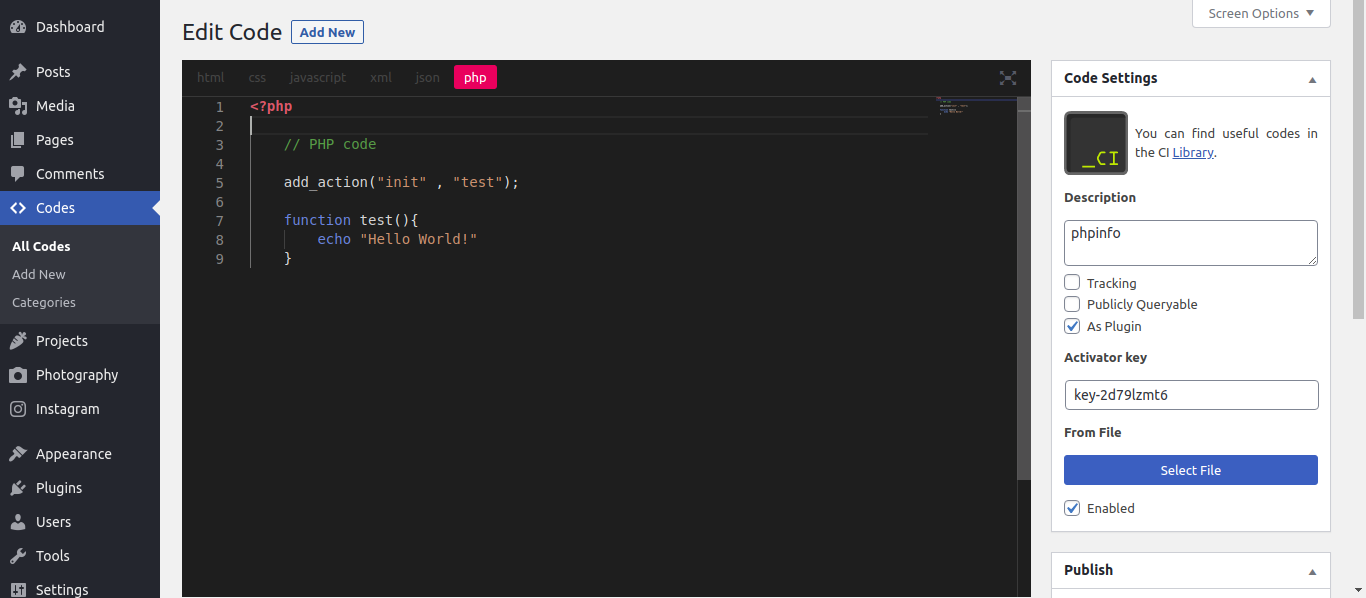 Dashboard
Posts
Media
Pages
Comments
Codes
All Codes
Add New
Categories
Projects
Photography
Instagram
Appearance
Plugins
Users
Tools
Settings
Screen Options
Edit Code
Add New
html css javascript xml json php
1 <?php
2
3 // PHP code
4
5 add_action("init" , "test");
6
7 function test(){
8 echo "Hello World!"
9 }
Code Settings
_CI
You can find useful codes in
the CI Library.
Description
phpinfo
Tracking
Publicly Queryable
As Plugin
Activator key
key-2d79lzmt6
From File
Select File
Enabled
Publish